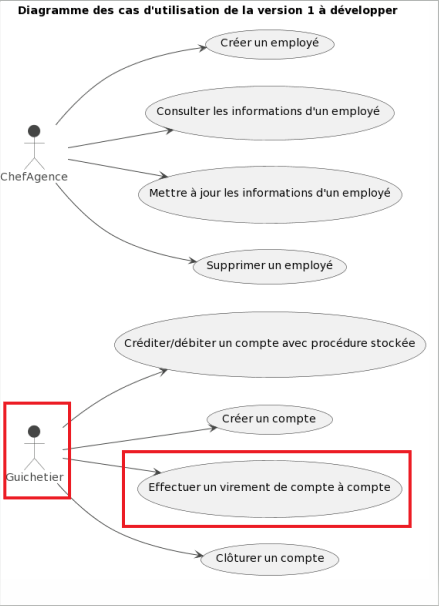 Diagramme des cas d'utilisation de la version 1 à développer
Créer un employé
Consulter les informations d'un employé
ChefAgence
Mettre à jour les informations d'un employé
Supprimer un employé
Créditer/débiter un compte avec procédure stockée
Créer un compte
Guichetier
Effectuer un virement de compte à compte
Clôturer un compte